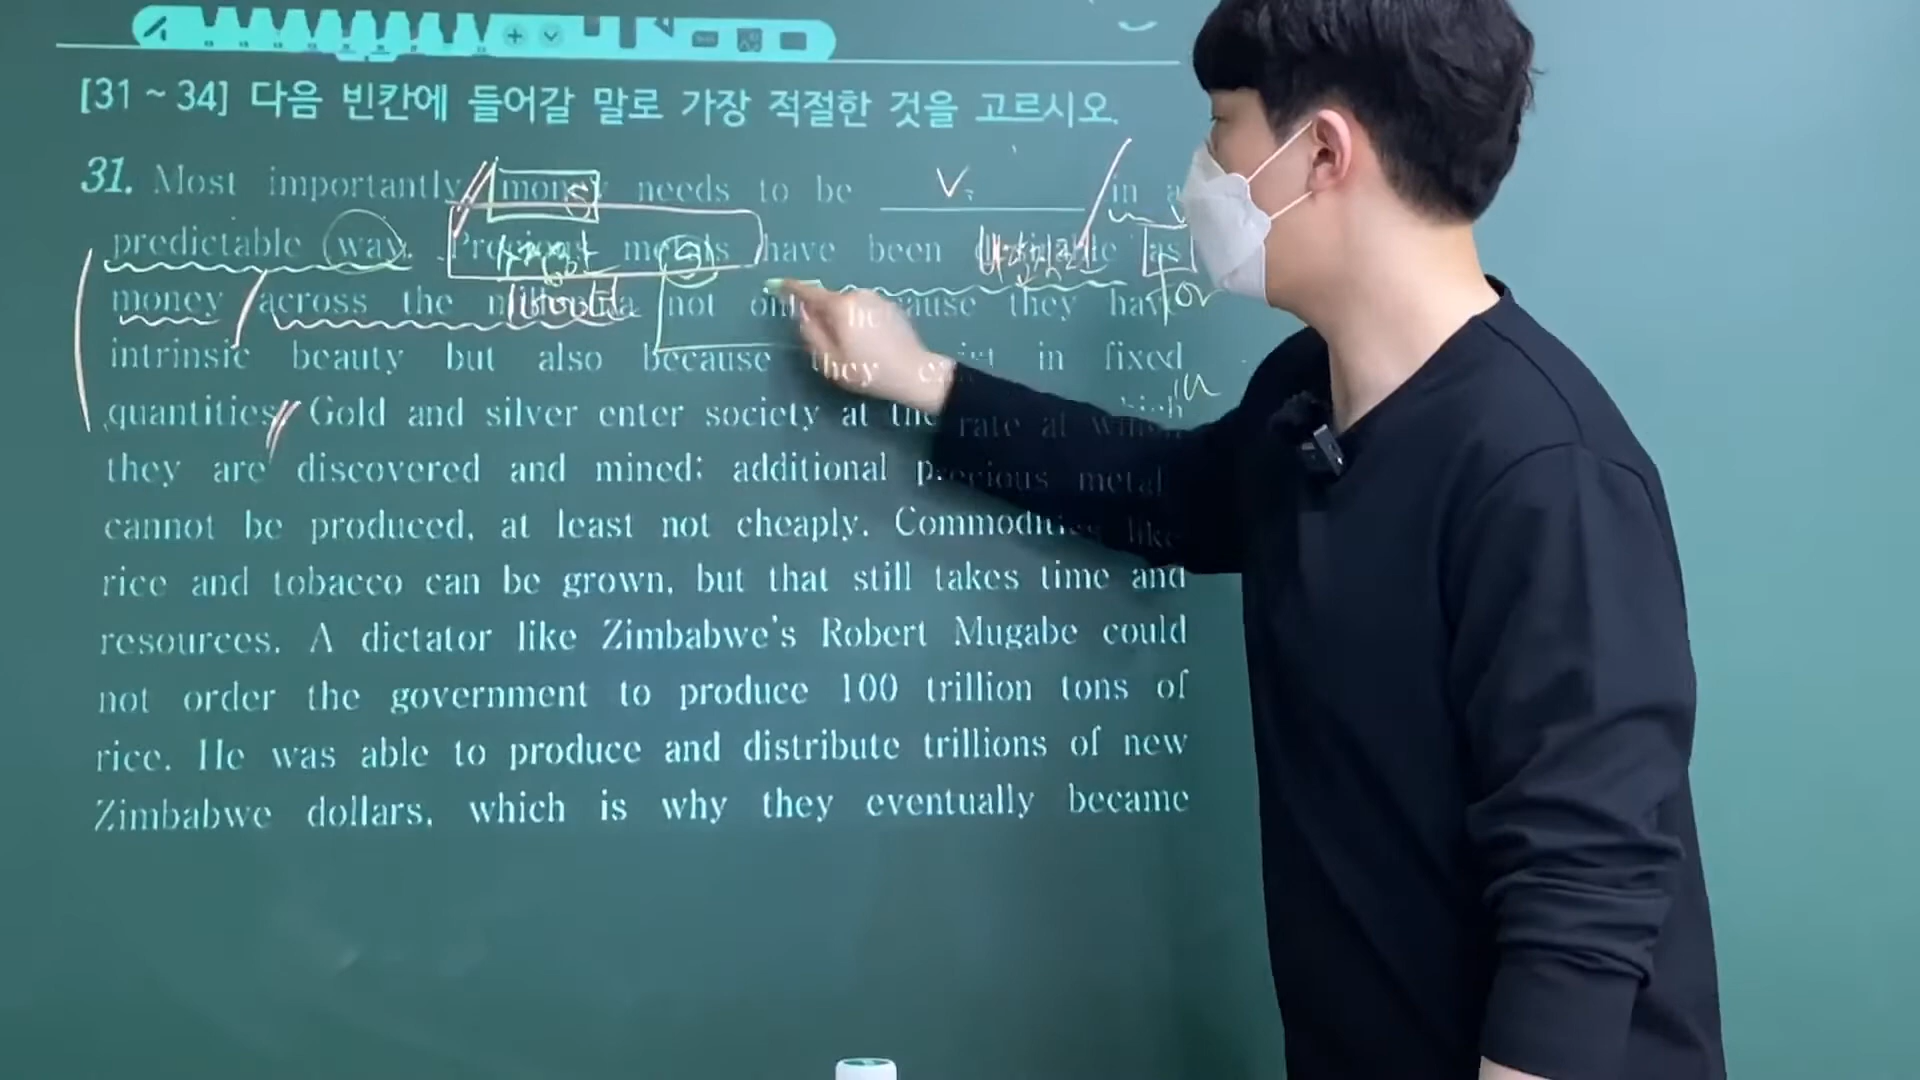 [31 ~ 34] 다음 빈칸에 들어갈 말로 가장 적절한 것을 고르시오.
31. Most importantly money needs to be in a
predictable way. Precious metals have been desirable as
money across the millennia not only because they have
intrinsic beauty but also because they exist in fixed
quantities. Gold and silver enter society at the rate at which
they are discovered and mined; additional precious metal
cannot be produced, at least not cheaply. Commodities like
rice and tobacco can be grown, but that still takes time and
resources. A dictator like Zimbabwe's Robert Mugabe could
not order the government to produce 100 trillion tons of
rice. He was able to produce and distribute trillions of new
Zimbabwe dollars, which is why they eventually became